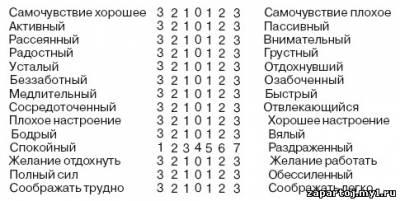 Самочувствие хорошее 3 2 1 0 1 2 3 Самочувствие плохое
Активный 3 2 1 0 1 2 3 Пассивный
Рассеянный 3 2 1 0 1 2 3 Внимательный
Радостный 3 2 1 0 1 2 3 Грустный
Усталый 3 2 1 0 1 2 3 Отдохнувший
Беззаботный 3 2 1 0 1 2 3 Озабоченный
Медлительный 3 2 1 0 1 2 3 Быстрый
Сосредоточенный 3 2 1 0 1 2 3 Отвлекающийся
Плохое настроение 3 2 1 0 1 2 3 Хорошее настроение
Бодрый 3 2 1 0 1 2 3 Вялый
Спокойный 1 2 3 4 5 6 7 Раздраженный
Желание отдохнуть 3 2 1 0 1 2 3 Желание работать
Полный сил 3 2 1 0 1 2 3 Обессиленный
Соображать трудно 3 2 1 0 1 2 3 Соображать легко
zapartoj.my1.ru